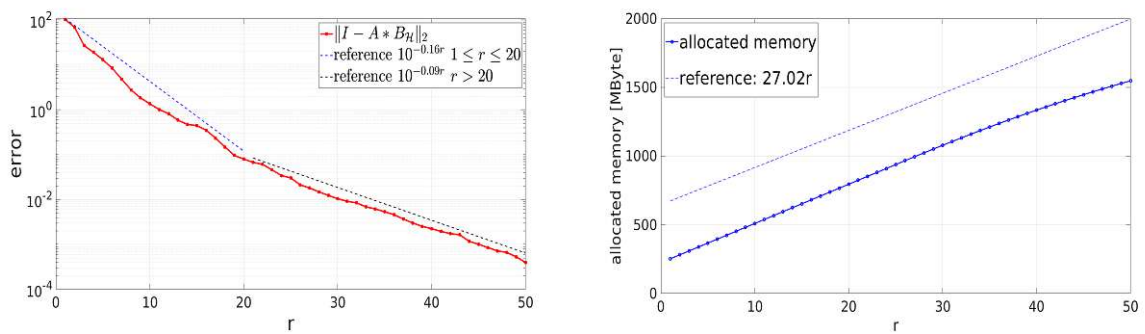 10^2
10^0
10^-2
10^-4
error
0
10
20
30
40
50
r
‖I − A * B_H‖_2
reference 10^{-0.16r} 1 ≤ r ≤ 20
reference 10^{-0.09r} r > 20
2000
1500
1000
500
0
allocated memory [MByte]
0
10
20
30
40
50
r
allocated memory
reference: 27.02r